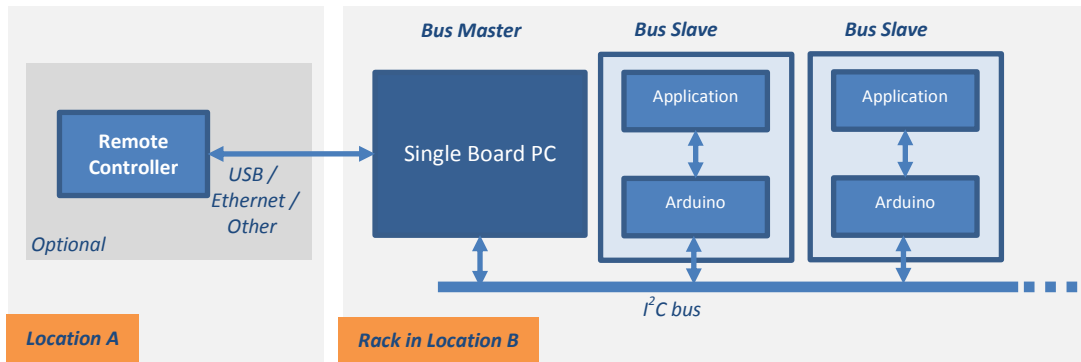 Bus Master
Bus Slave
Bus Slave
Remote
Controller
USB /
Ethernet /
Other
Optional
Single Board PC
Application
Arduino
Application
Arduino
I²C bus
Location A
Rack in Location B